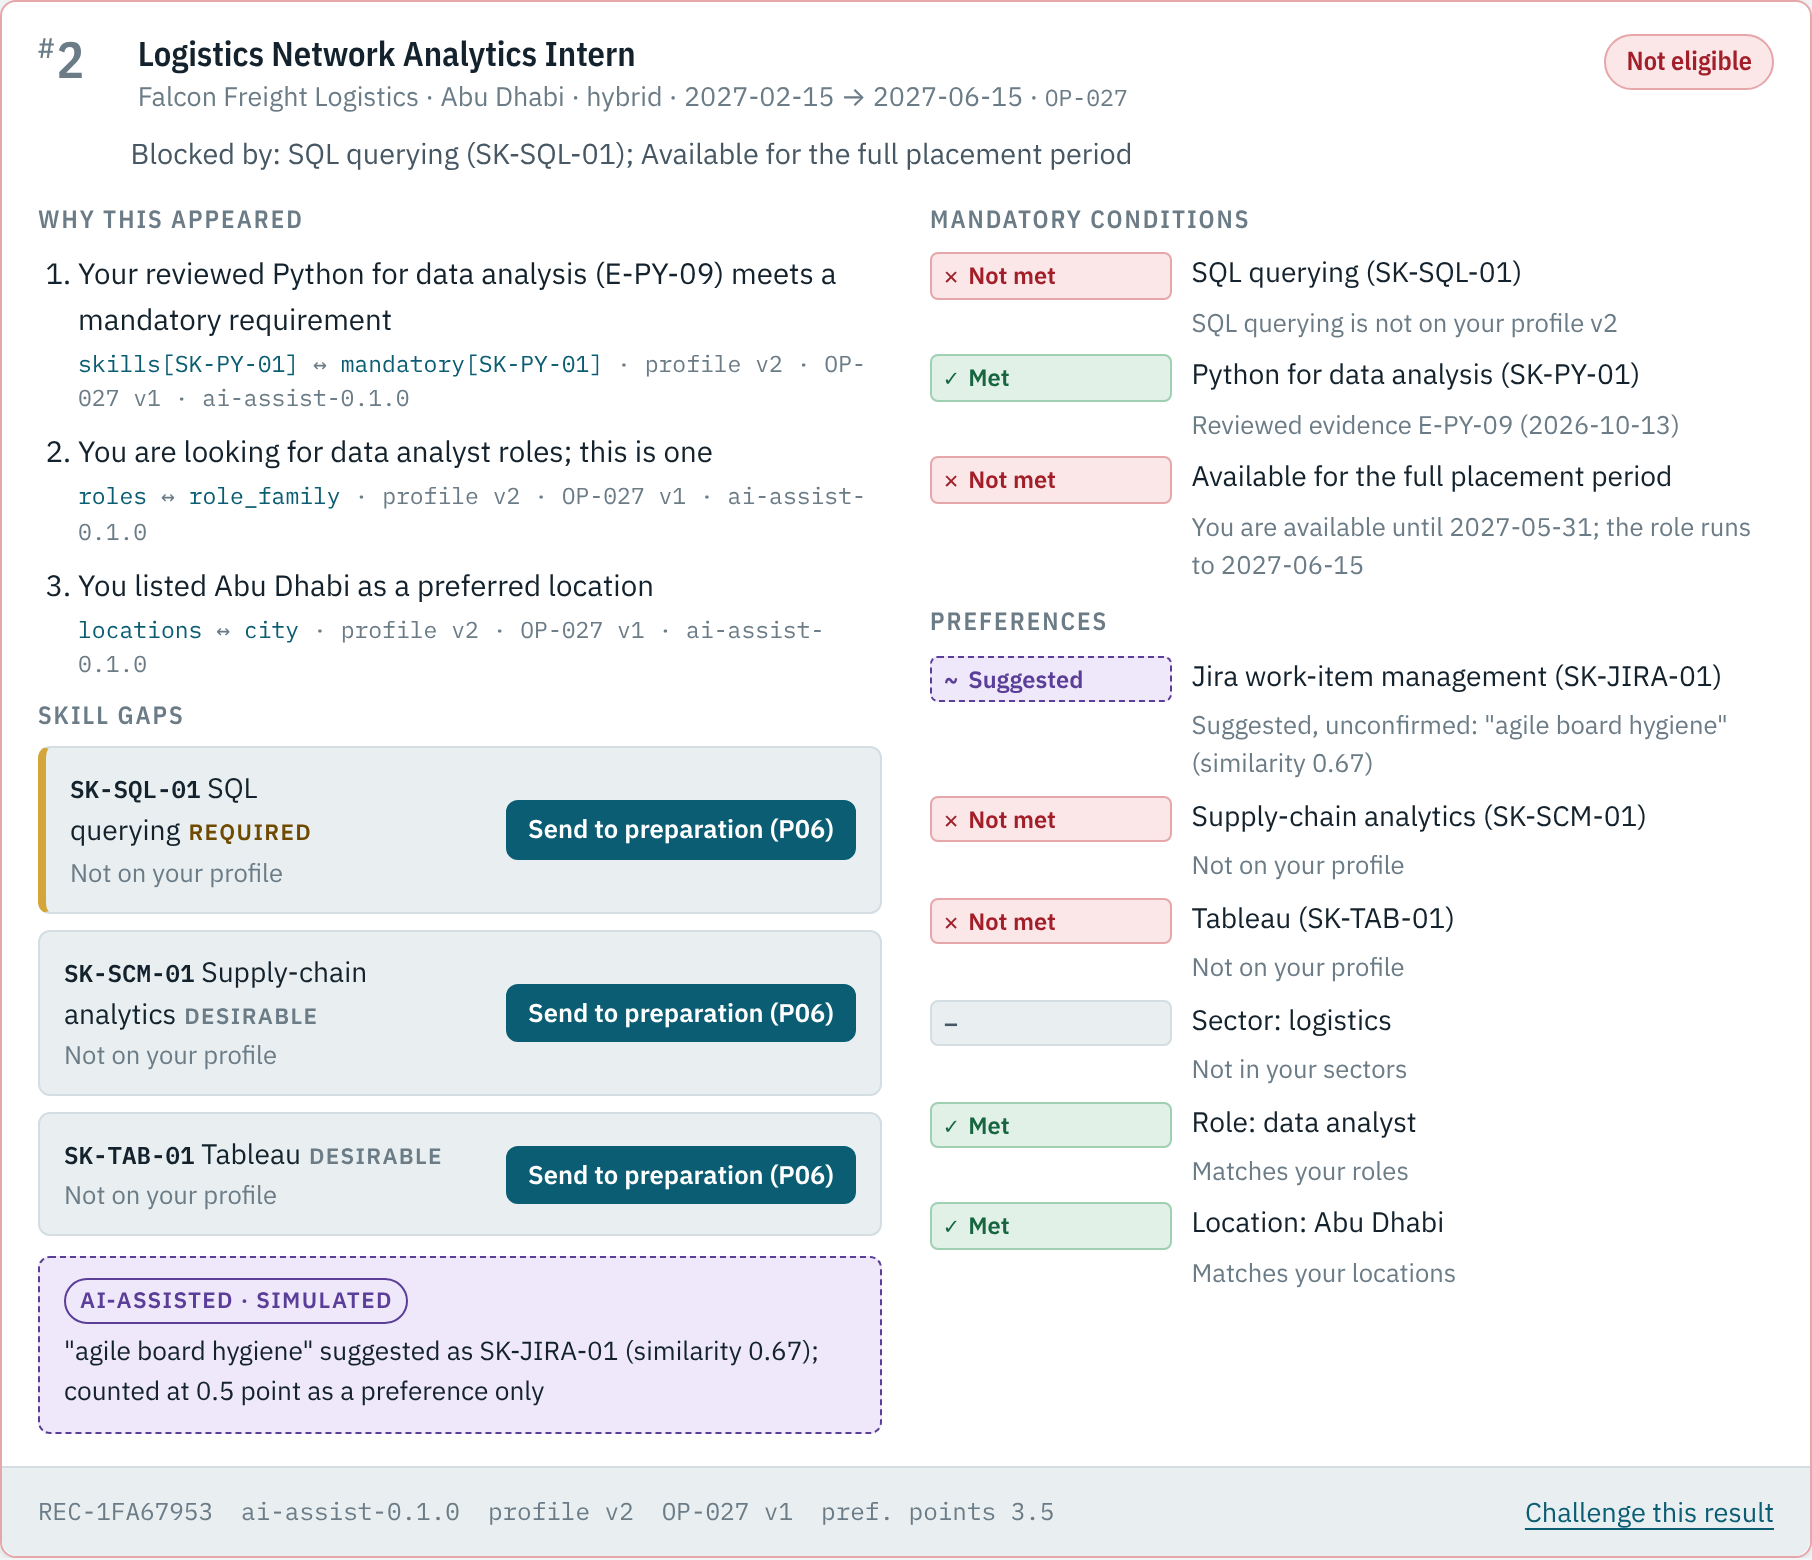 #2
Logistics Network Analytics Intern
Not eligible
Falcon Freight Logistics · Abu Dhabi · hybrid · 2027-02-15 → 2027-06-15 · OP-027
Blocked by: SQL querying (SK-SQL-01); Available for the full placement period
WHY THIS APPEARED
1. Your reviewed Python for data analysis (E-PY-09) meets a
mandatory requirement
skills[SK-PY-01] ↔ mandatory[SK-PY-01] · profile v2 · OP-
027 v1 · ai-assist-0.1.0
2. You are looking for data analyst roles; this is one
roles ↔ role_family · profile v2 · OP-027 v1 · ai-assist-
0.1.0
3. You listed Abu Dhabi as a preferred location
locations ↔ city · profile v2 · OP-027 v1 · ai-assist-
0.1.0
SKILL GAPS
SK-SQL-01 SQL
querying REQUIRED
Not on your profile
Send to preparation (P06)
SK-SCM-01 Supply-chain
analytics DESIRABLE
Not on your profile
Send to preparation (P06)
SK-TAB-01 Tableau DESIRABLE
Not on your profile
Send to preparation (P06)
AI-ASSISTED · SIMULATED
"agile board hygiene" suggested as SK-JIRA-01 (similarity 0.67);
counted at 0.5 point as a preference only
MANDATORY CONDITIONS
× Not met
SQL querying (SK-SQL-01)
SQL querying is not on your profile v2
✓ Met
Python for data analysis (SK-PY-01)
Reviewed evidence E-PY-09 (2026-10-13)
× Not met
Available for the full placement period
You are available until 2027-05-31; the role runs
to 2027-06-15
PREFERENCES
~ Suggested
Jira work-item management (SK-JIRA-01)
Suggested, unconfirmed: "agile board hygiene"
(similarity 0.67)
× Not met
Supply-chain analytics (SK-SCM-01)
Not on your profile
× Not met
Tableau (SK-TAB-01)
Not on your profile
–
Sector: logistics
Not in your sectors
✓ Met
Role: data analyst
Matches your roles
✓ Met
Location: Abu Dhabi
Matches your locations
REC-1FA67953 ai-assist-0.1.0 profile v2 OP-027 v1 pref. points 3.5
Challenge this result